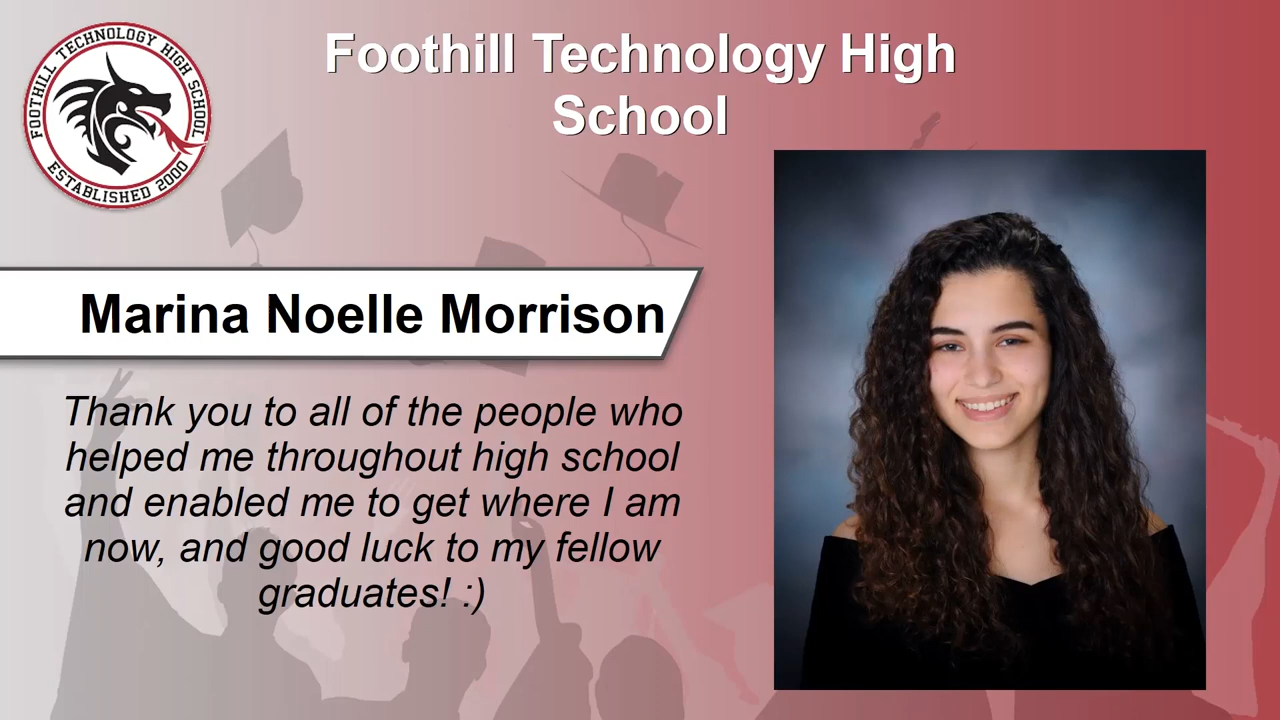 FOOTHILL TECHNOLOGY HIGH SCHOOL
ESTABLISHED 2000
Foothill Technology High
School
Marina Noelle Morrison
Thank you to all of the people who
helped me throughout high school
and enabled me to get where I am
now, and good luck to my fellow
graduates! :)